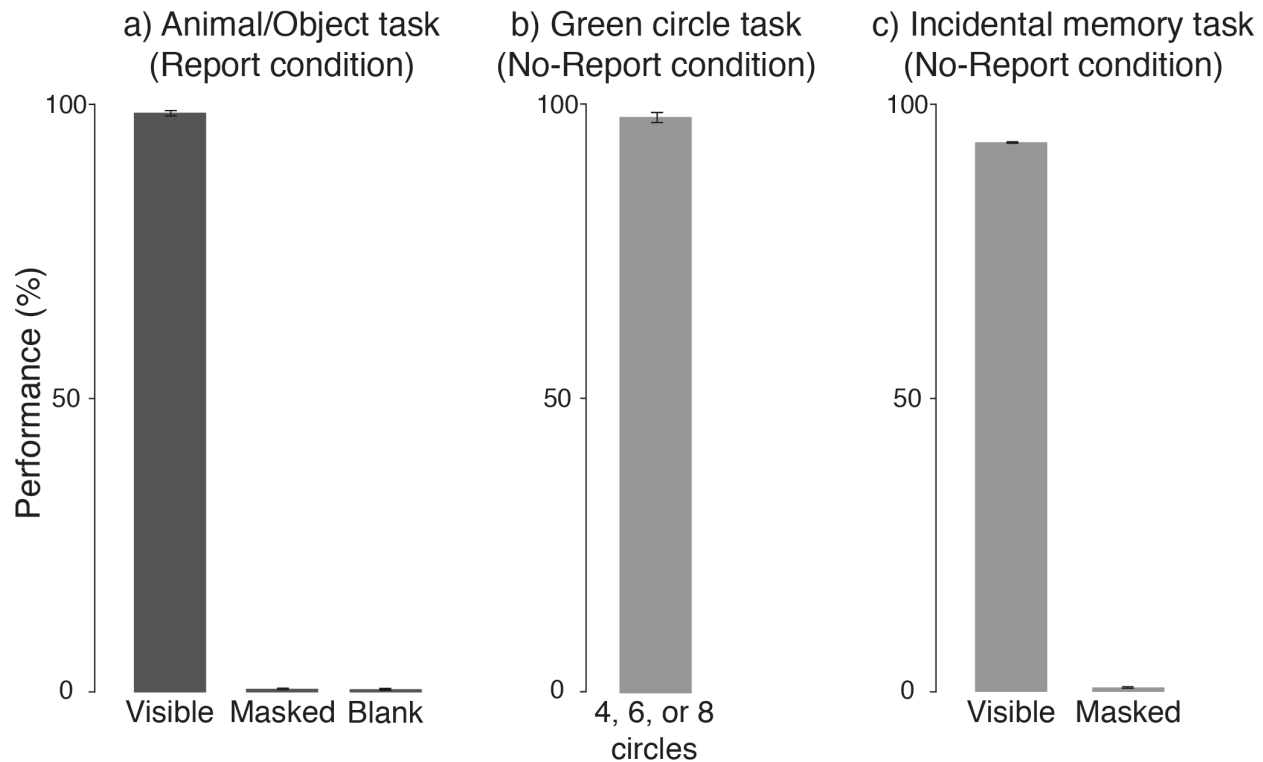 a) Animal/Object task
(Report condition)
b) Green circle task
(No-Report condition)
c) Incidental memory task
(No-Report condition)
Performance (%)
100
50
0
Visible Masked Blank
100
50
0
4, 6, or 8
circles
100
50
0
Visible Masked